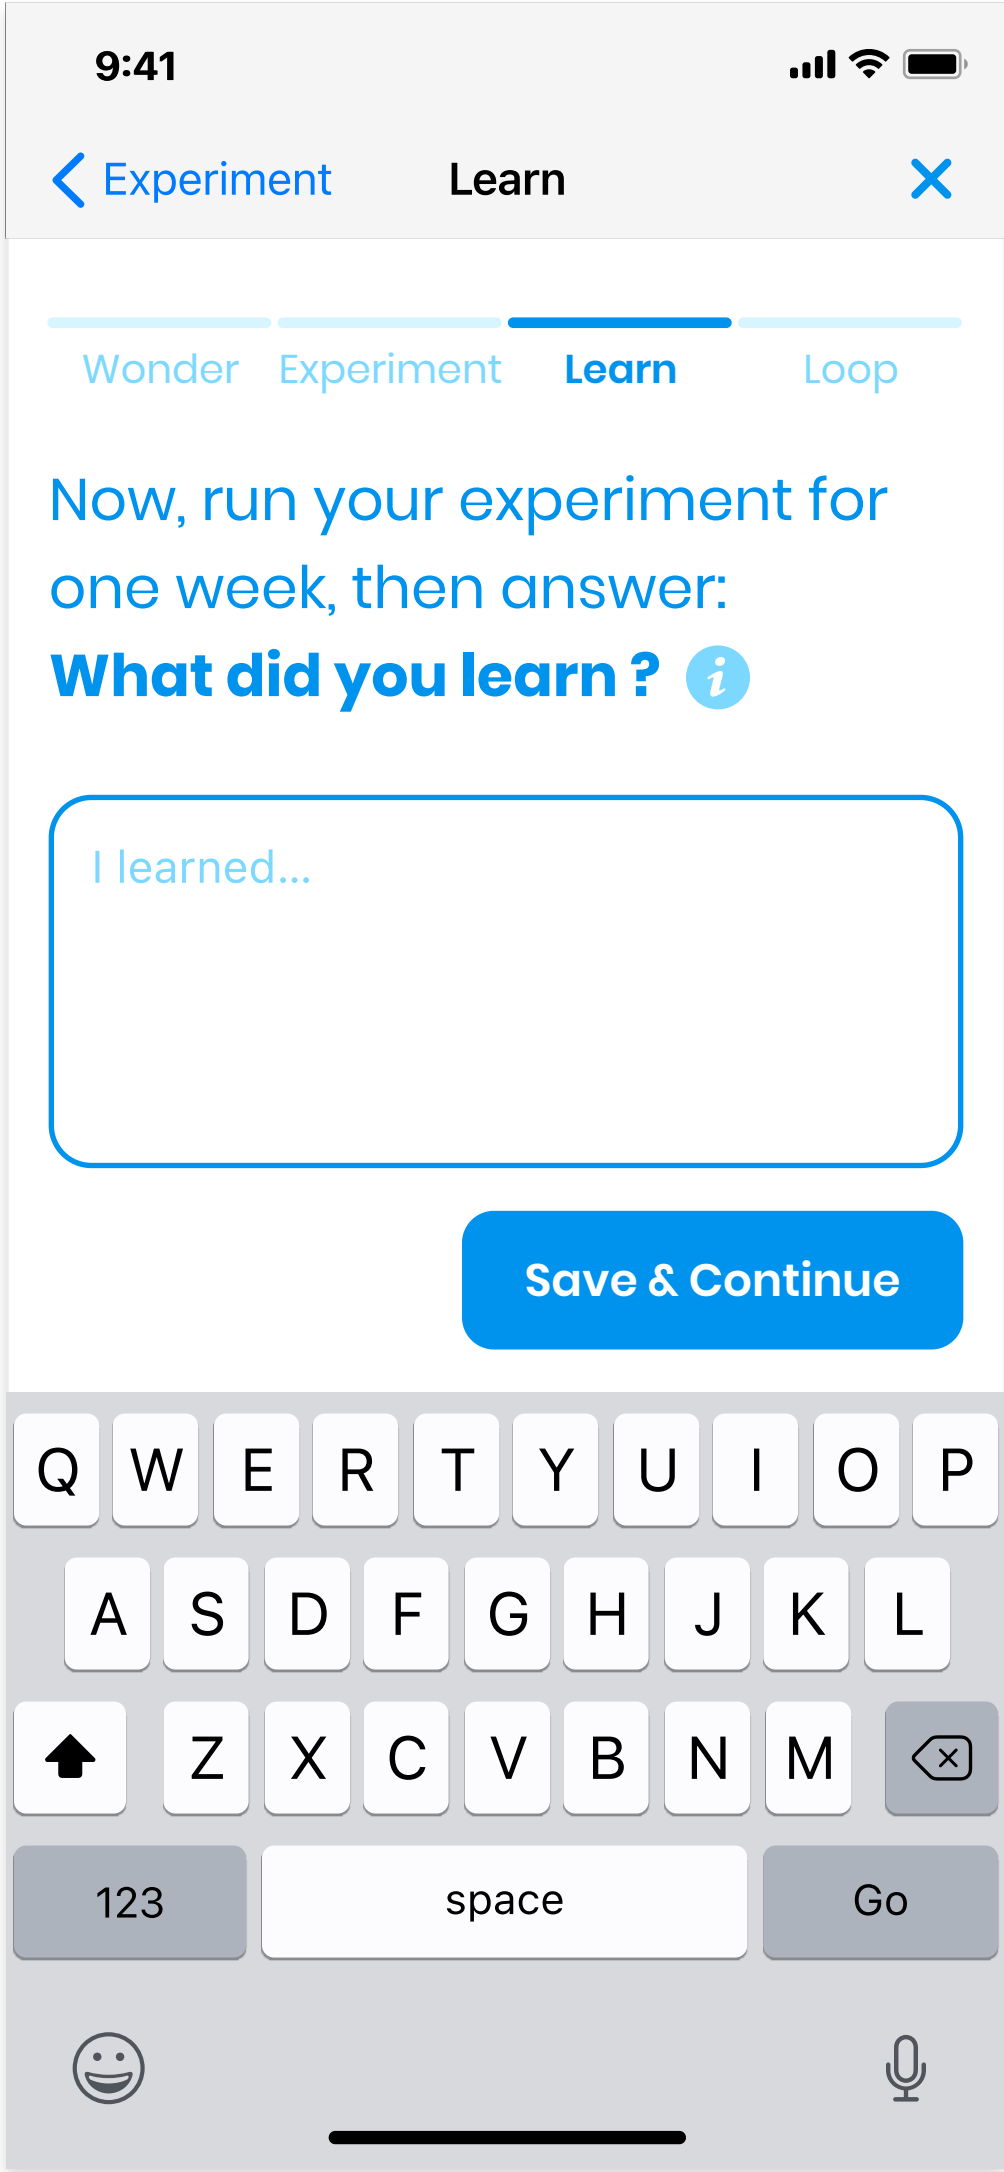 9:41
Experiment Learn
Wonder Experiment Learn Loop
Now, run your experiment for
one week, then answer:
What did you learn ? i
I learned...
Save & Continue
Q W E R T Y U I O P
A S D F G H J K L
Z X C V B N M
123 space Go